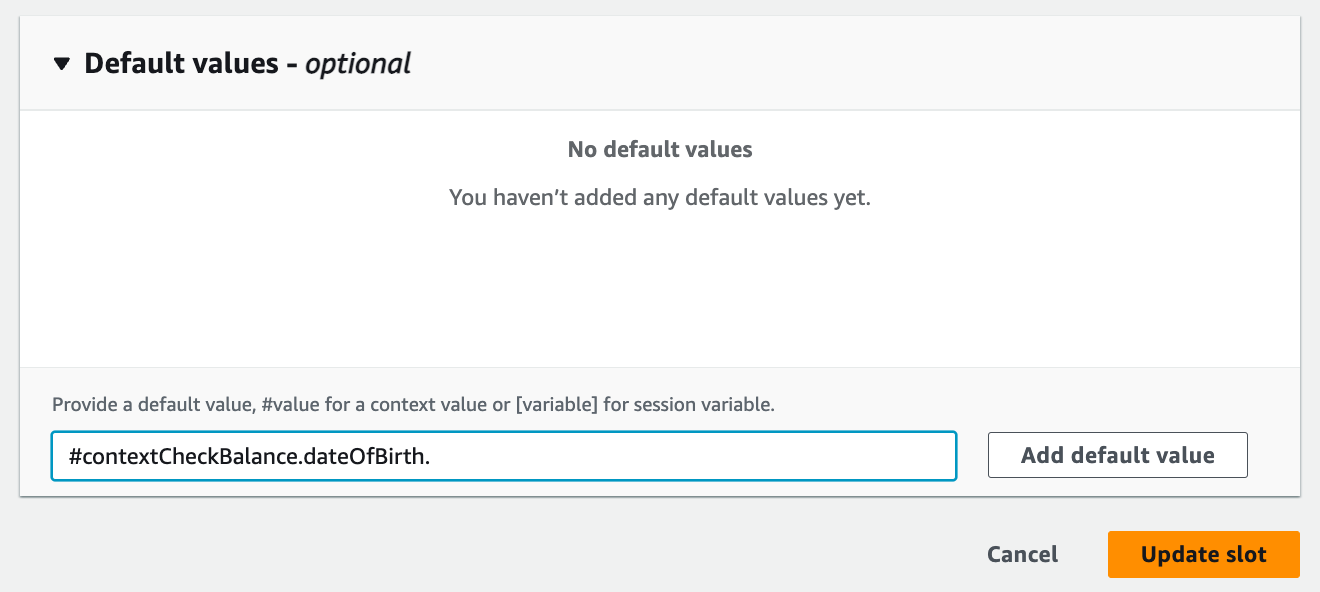 Default values - optional
No default values
You haven’t added any default values yet.
Provide a default value, #value for a context value or [variable] for session variable.
#contextCheckBalance.dateOfBirth.
Add default value
Cancel
Update slot